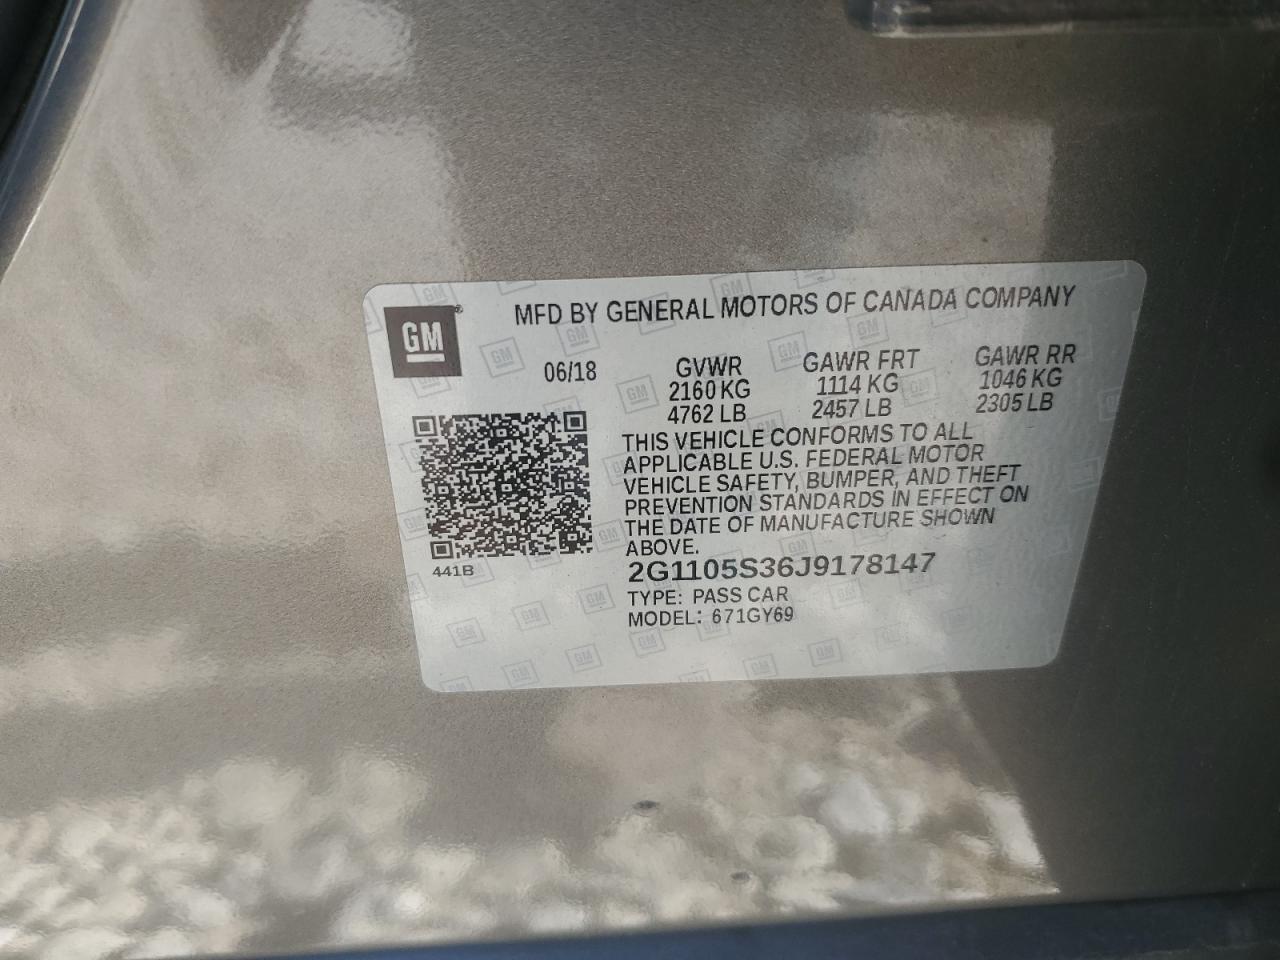 MFD BY GENERAL MOTORS OF CANADA COMPANY
GM
06/18 GVWR GAWR FRT GAWR RR
2160 KG 1114 KG 1046 KG
4762 LB 2457 LB 2305 LB
THIS VEHICLE CONFORMS TO ALL
APPLICABLE U.S. FEDERAL MOTOR
VEHICLE SAFETY, BUMPER, AND THEFT
PREVENTION STANDARDS IN EFFECT ON
THE DATE OF MANUFACTURE SHOWN
ABOVE.
441B
2G1105S36J9178147
TYPE: PASS CAR
MODEL: 671GY69